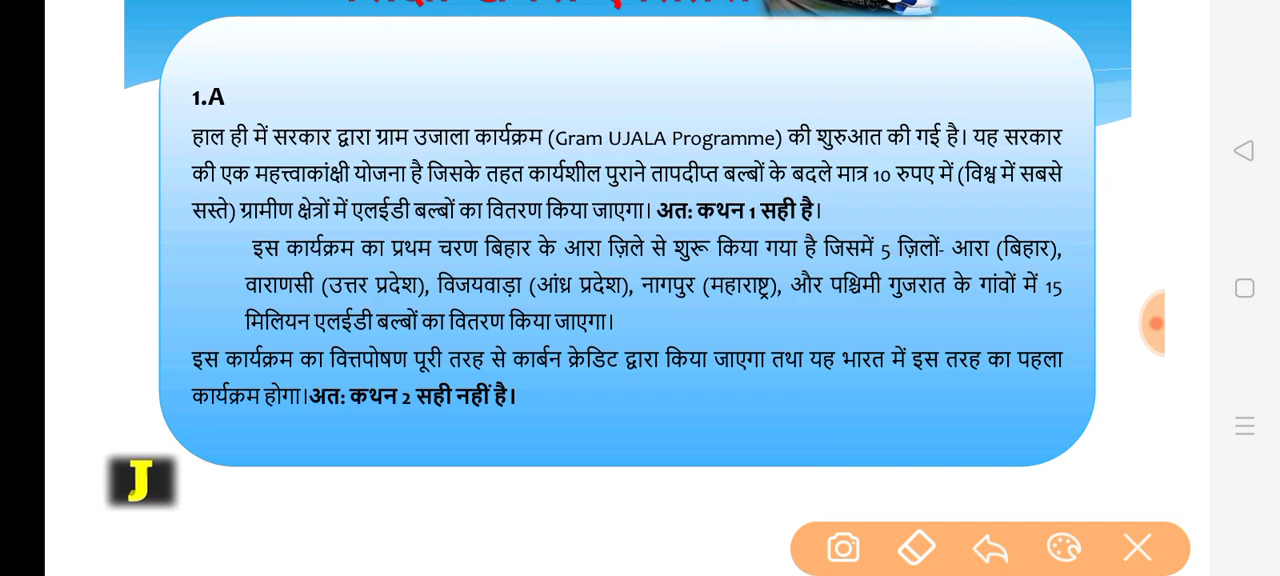 1.A
हाल ही में सरकार द्वारा ग्राम उजाला कार्यक्रम (Gram UJALA Programme) की शुरुआत की गई है। यह सरकार
की एक महत्त्वाकांक्षी योजना है जिसके तहत कार्यशील पुराने तापदीप्त बल्बों के बदले मात्र 10 रुपए में (विश्व में सबसे
सस्ते) ग्रामीण क्षेत्रों में एलईडी बल्बों का वितरण किया जाएगा। अतः कथन 1 सही है।
इस कार्यक्रम का प्रथम चरण बिहार के आरा ज़िले से शुरू किया गया है जिसमें 5 ज़िलों- आरा (बिहार),
वाराणसी (उत्तर प्रदेश), विजयवाड़ा (आंध्र प्रदेश), नागपुर (महाराष्ट्र), और पश्चिमी गुजरात के गांवों में 15
मिलियन एलईडी बल्बों का वितरण किया जाएगा।
इस कार्यक्रम का वित्तपोषण पूरी तरह से कार्बन क्रेडिट द्वारा किया जाएगा तथा यह भारत में इस तरह का पहला
कार्यक्रम होगा।अतः कथन 2 सही नहीं है।
J